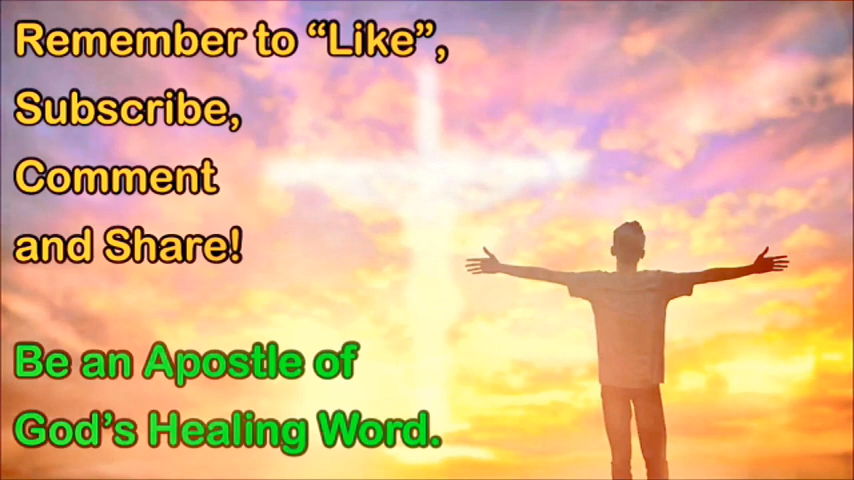 Remember to “Like”,
Subscribe,
Comment
and Share!
Be an Apostle of
God’s Healing Word.